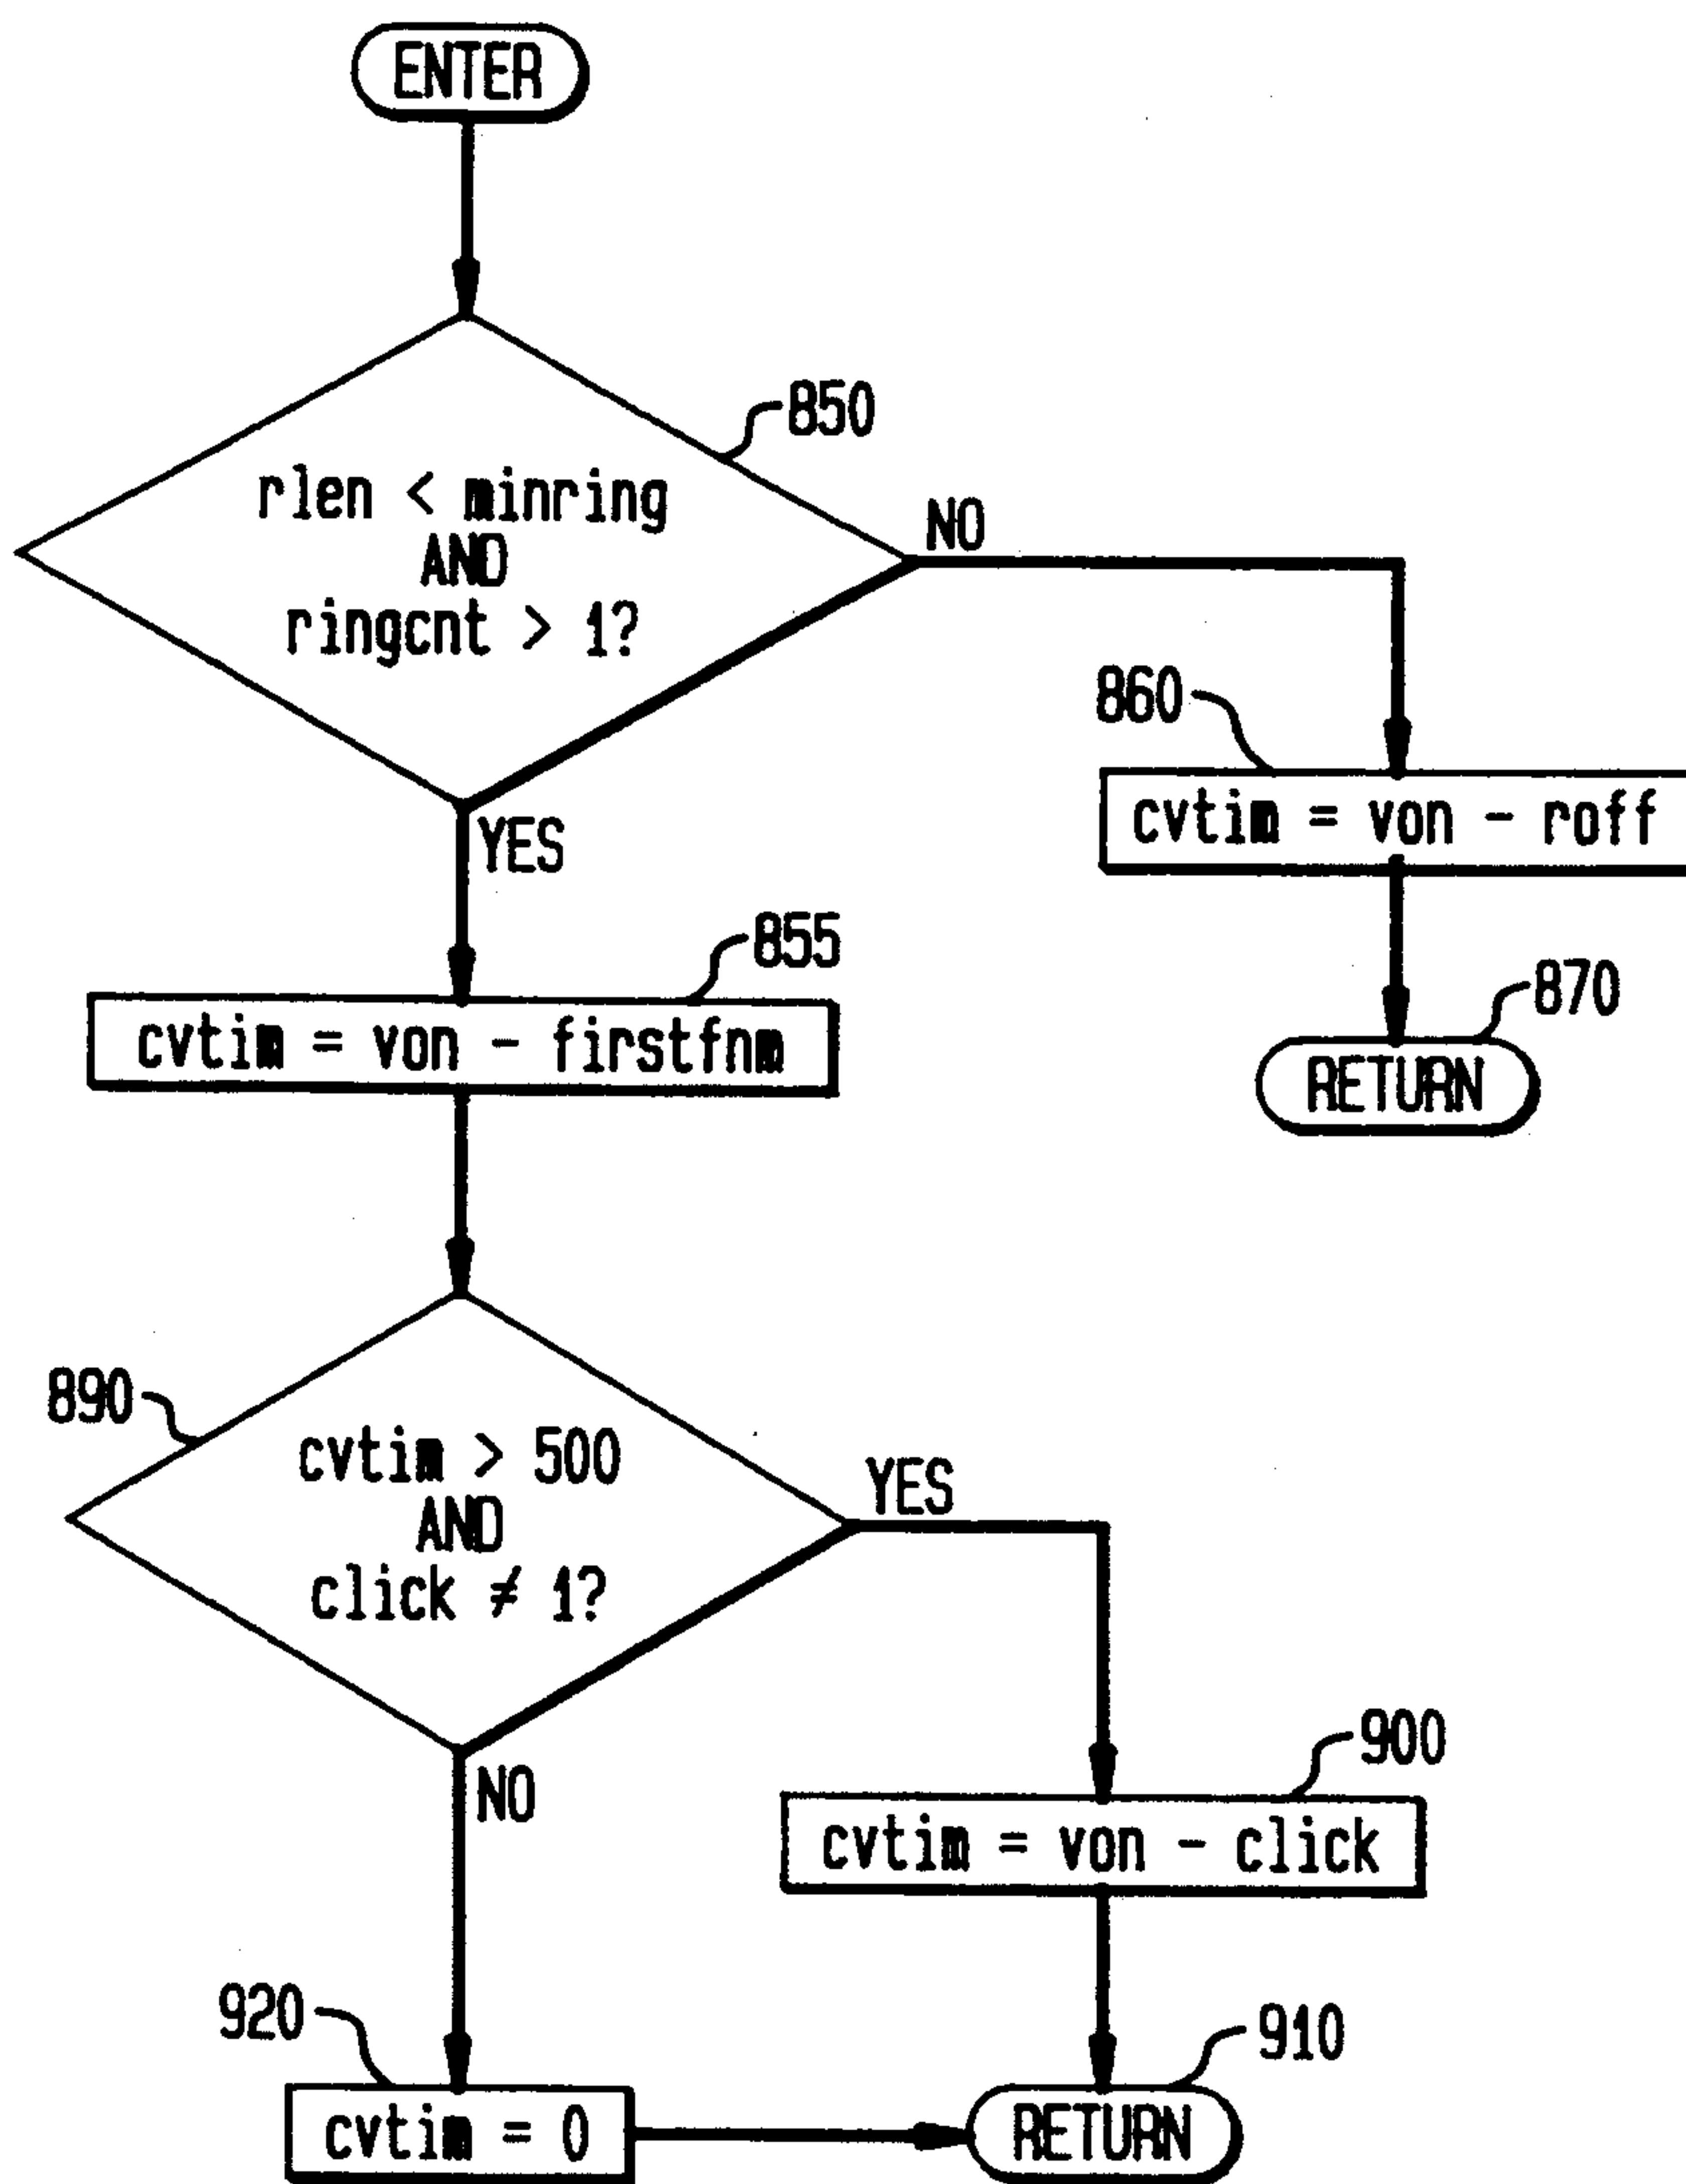 ENTER
850
rlen < minring
AND
ringcnt > 1?
NO
YES
860
cvtim = von - roff
870
RETURN
855
cvtim = von - firstfnm
890
cvtim > 500
AND
click ≠ 1?
YES
NO
900
cvtim = von - click
920
cvtim = 0
910
RETURN